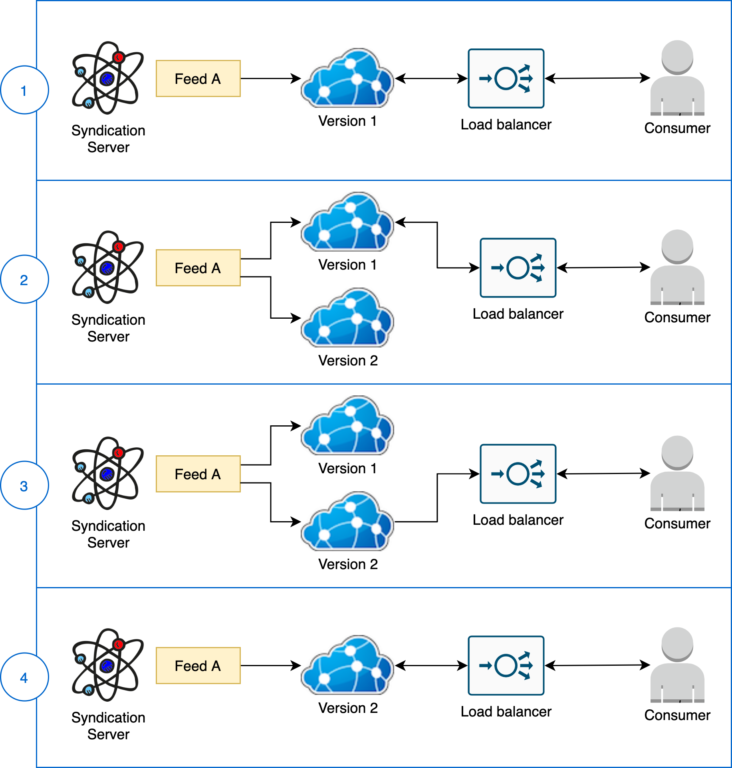 1
Feed A
Syndication
Server
Version 1
Load balancer
Consumer
2
Feed A
Syndication
Server
Version 1
Version 2
Load balancer
Consumer
3
Feed A
Syndication
Server
Version 1
Version 2
Load balancer
Consumer
4
Feed A
Syndication
Server
Version 2
Load balancer
Consumer